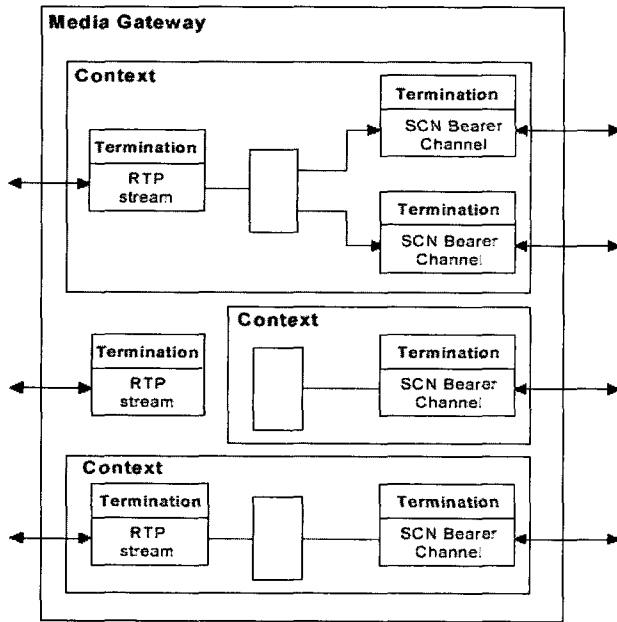 Media Gateway
Context
Termination
SCN Bearer
Channel
Termination
RTP
stream
Termination
SCN Bearer
Channel
Context
Termination
RTP
stream
Termination
SCN Bearer
Channel
Context
Termination
RTP
stream
Termination
SCN Bearer
Channel